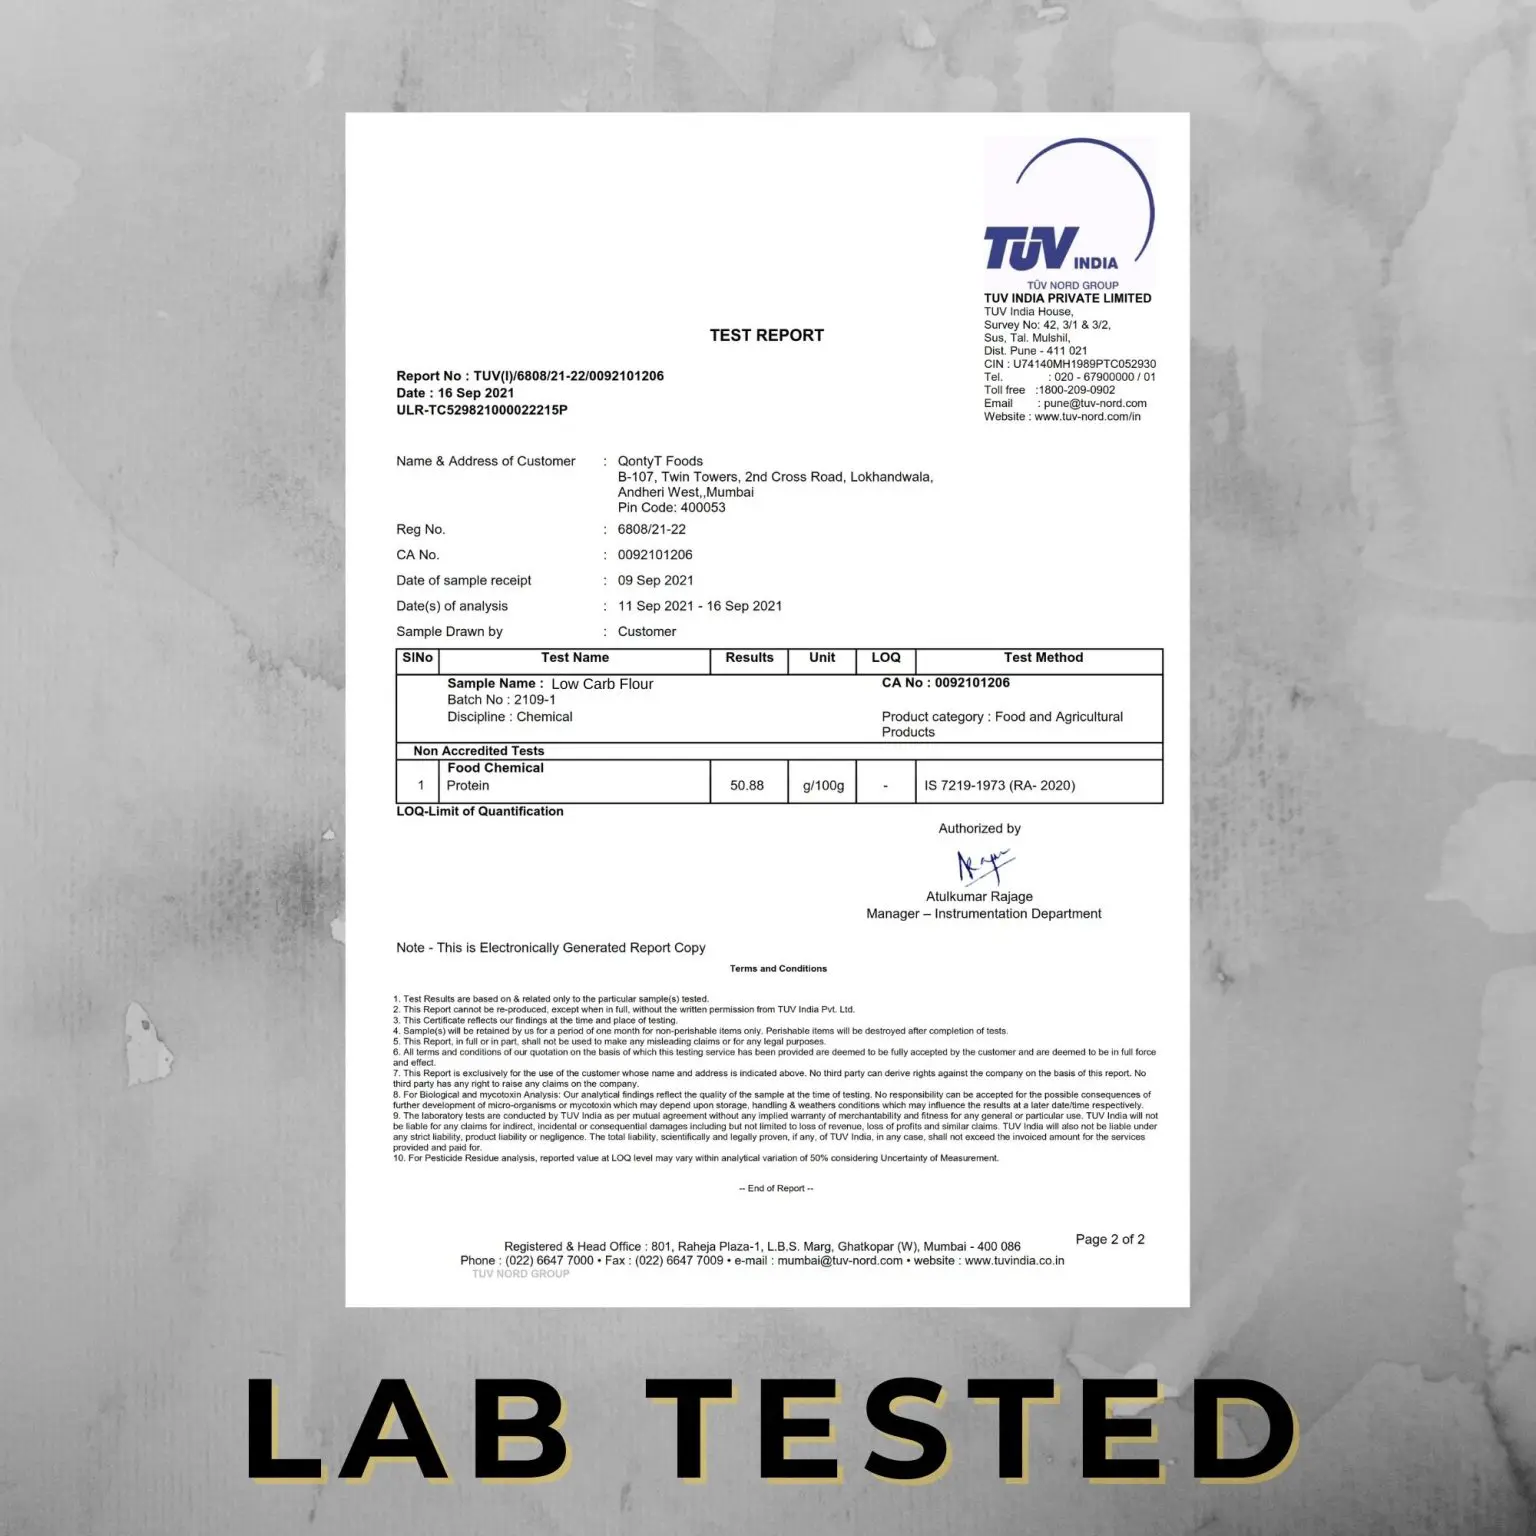 TUV INDIA
TÜV NORD GROUP
TUV INDIA PRIVATE LIMITED
TUV India House,
Survey No: 42, 3/1 & 3/2,
Sus, Tal. Mulshil,
Dist. Pune - 411 021
CIN : U74140MH1989PTC052930
Tel. : 020 - 67900000 / 01
Toll free :1800-209-0902
Email : pune@tuv-nord.com
Website : www.tuv-nord.com/in
TEST REPORT
Report No : TUV(I)/6808/21-22/0092101206
Date : 16 Sep 2021
ULR-TC529821000022215P
Name & Address of Customer : QontyT Foods
B-107, Twin Towers, 2nd Cross Road, Lokhandwala,
Andheri West,,Mumbai
Pin Code: 400053
Reg No. : 6808/21-22
CA No. : 0092101206
Date of sample receipt : 09 Sep 2021
Date(s) of analysis : 11 Sep 2021 - 16 Sep 2021
Sample Drawn by : Customer
SlNo Test Name Results Unit LOQ Test Method
Sample Name : Low Carb Flour CA No : 0092101206
Batch No : 2109-1
Discipline : Chemical Product category : Food and Agricultural
Products
Non Accredited Tests
Food Chemical
1 Protein 50.88 g/100g - IS 7219-1973 (RA- 2020)
LOQ-Limit of Quantification
Authorized by
Atulkumar Rajage
Manager – Instrumentation Department
Note - This is Electronically Generated Report Copy
Terms and Conditions
1. Test Results are based on & related only to the particular sample(s) tested.
2. This Report cannot be re-produced, except when in full, without the written permission from TUV India Pvt. Ltd.
3. This Certificate reflects our findings at the time and place of testing.
4. Sample(s) will be retained by us for a period of one month for non-perishable items only. Perishable items will be destroyed after completion of tests.
5. This Report, in full or in part, shall not be used to make any misleading claims or for any legal purposes.
6. All terms and conditions of our quotation on the basis of which this testing service has been provided are deemed to be fully accepted by the customer and are deemed to be in full force
and effect.
7. This Report is exclusively for the use of the customer whose name and address is indicated above. No third party can derive rights against the company on the basis of this report. No
third party has any right to raise any claims on the company.
8. For Biological and mycotoxin Analysis: Our analytical findings reflect the quality of the sample at the time of testing. No responsibility can be accepted for the possible consequences of
further development of micro-organisms or mycotoxin which may depend upon storage, handling & weathers conditions which may influence the results at a later date/time respectively.
9. The laboratory tests are conducted by TUV India as per mutual agreement without any implied warranty of merchantability and fitness for any general or particular use. TUV India will not
be liable for any claims for indirect, incidental or consequential damages including but not limited to loss of revenue, loss of profits and similar claims. TUV India will also not be liable under
any strict liability, product liability or negligence. The total liability, scientifically and legally proven, if any, of TUV India, in any case, shall not exceed the invoiced amount for the services
provided and paid for.
10. For Pesticide Residue analysis, reported value at LOQ level may vary within analytical variation of 50% considering Uncertainty of Measurement.
-- End of Report --
Page 2 of 2
Registered & Head Office : 801, Raheja Plaza-1, L.B.S. Marg, Ghatkopar (W), Mumbai - 400 086
Phone : (022) 6647 7000 • Fax : (022) 6647 7009 • e-mail : mumbai@tuv-nord.com • website : www.tuvindia.co.in
TUV NORD GROUP
LAB TESTED